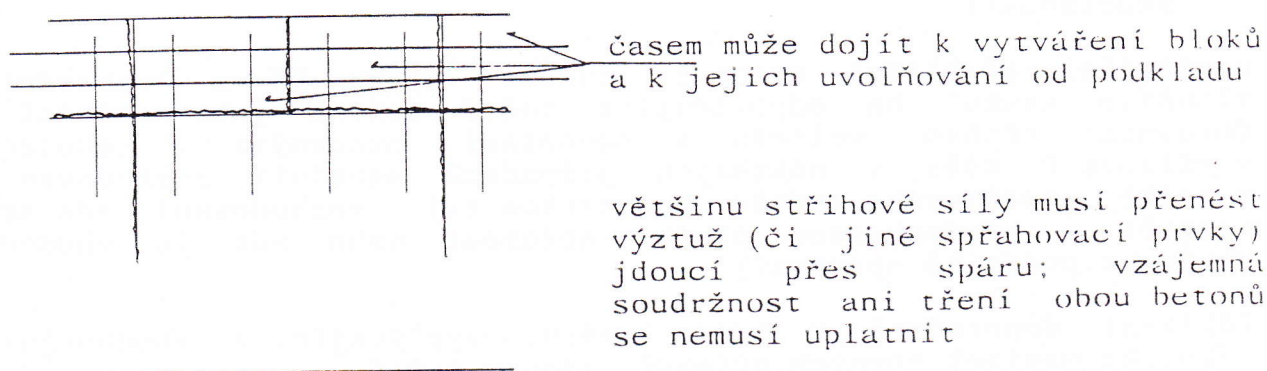 časem může dojít k vytváření bloků
a k jejich uvolňování od podkladu
většinu střihové síly musí přenést
výztuž (či jiné spřahovací prvky)
jdoucí přes spáru; vzájemná
soudržnost ani tření obou betonů
se nemusí uplatnit